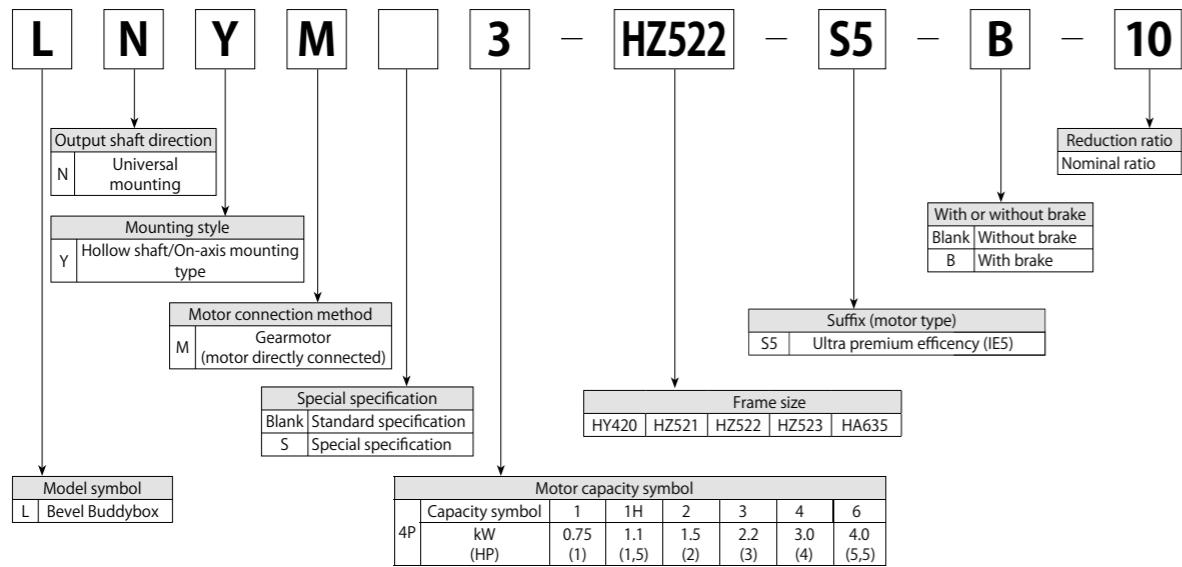 L N Y M 3 — HZ522 — S5 — B — 10
Output shaft direction
N Universal
mounting
Reduction ratio
Nominal ratio
Mounting style
Y Hollow shaft/On-axis mounting
type
With or without brake
Blank Without brake
B With brake
Motor connection method
M Gearmotor
(motor directly connected)
Suffix (motor type)
S5 Ultra premium efficency (IE5)
Special specification
Blank Standard specification
S Special specification
Frame size
HY420 HZ521 HZ522 HZ523 HA635
Model symbol
L Bevel Buddybox
Motor capacity symbol
4P Capacity symbol 1 1H 2 3 4 6
kW 0.75 1.1 1.5 2.2 3.0 4.0
(HP) (1) (1,5) (2) (3) (4) (5,5)